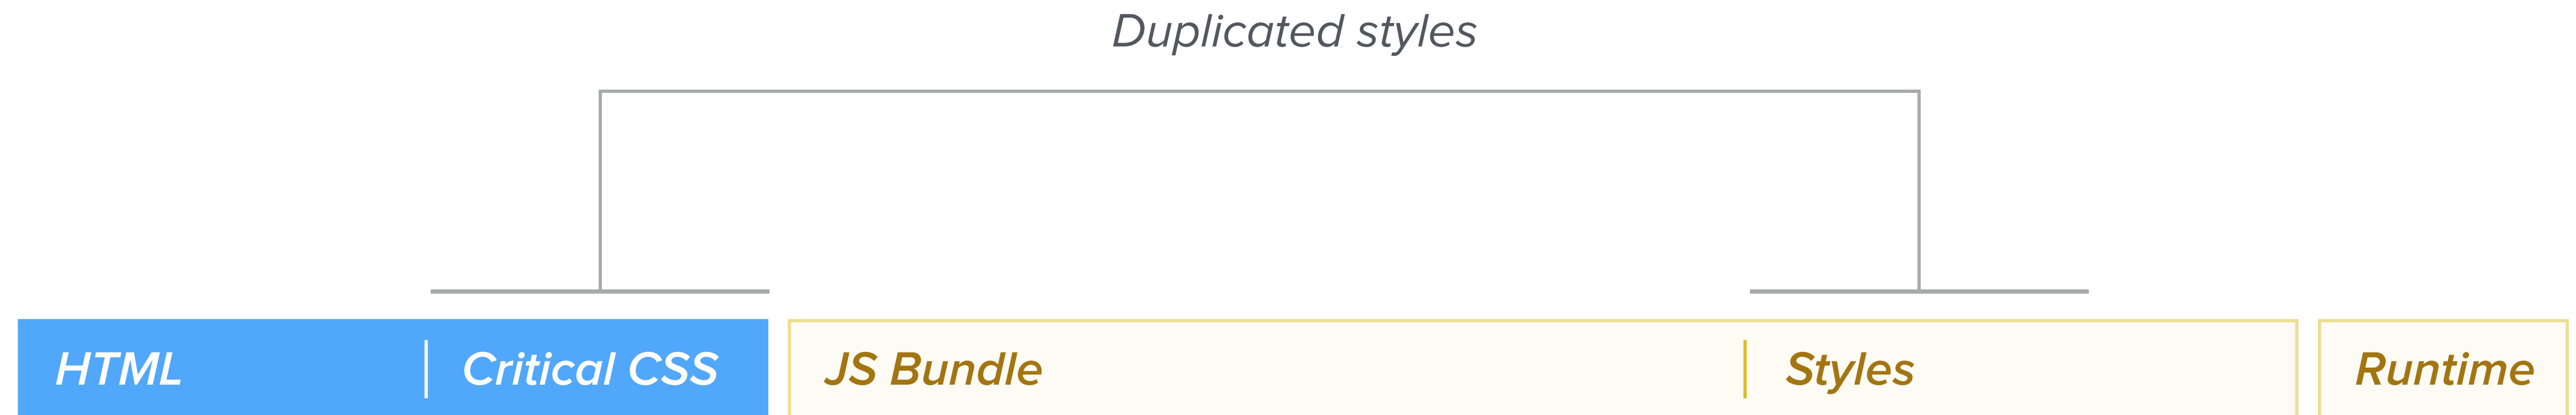 Duplicated styles
HTML
Critical CSS
JS Bundle
Styles
Runtime